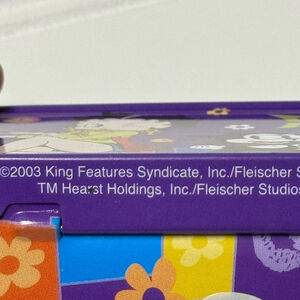 ©2003 King Features Syndicate, Inc./Fleischer S
TM Hearst Holdings, Inc./Fleischer Studios